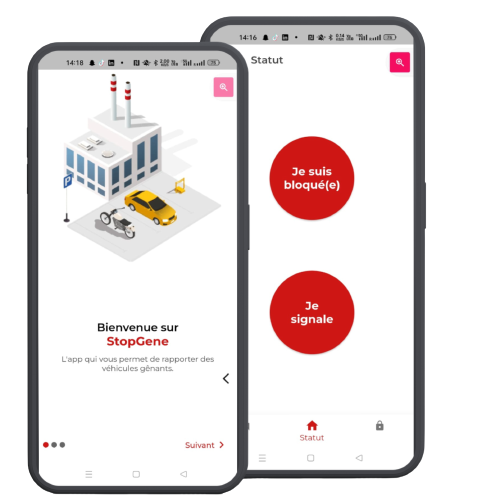 14:18
Bienvenue sur
StopGene
L'app qui vous permet de rapporter des
véhicules gênants.
Suivant
14:16
Statut
Je suis
bloqué(e)
Je
signale
Statut